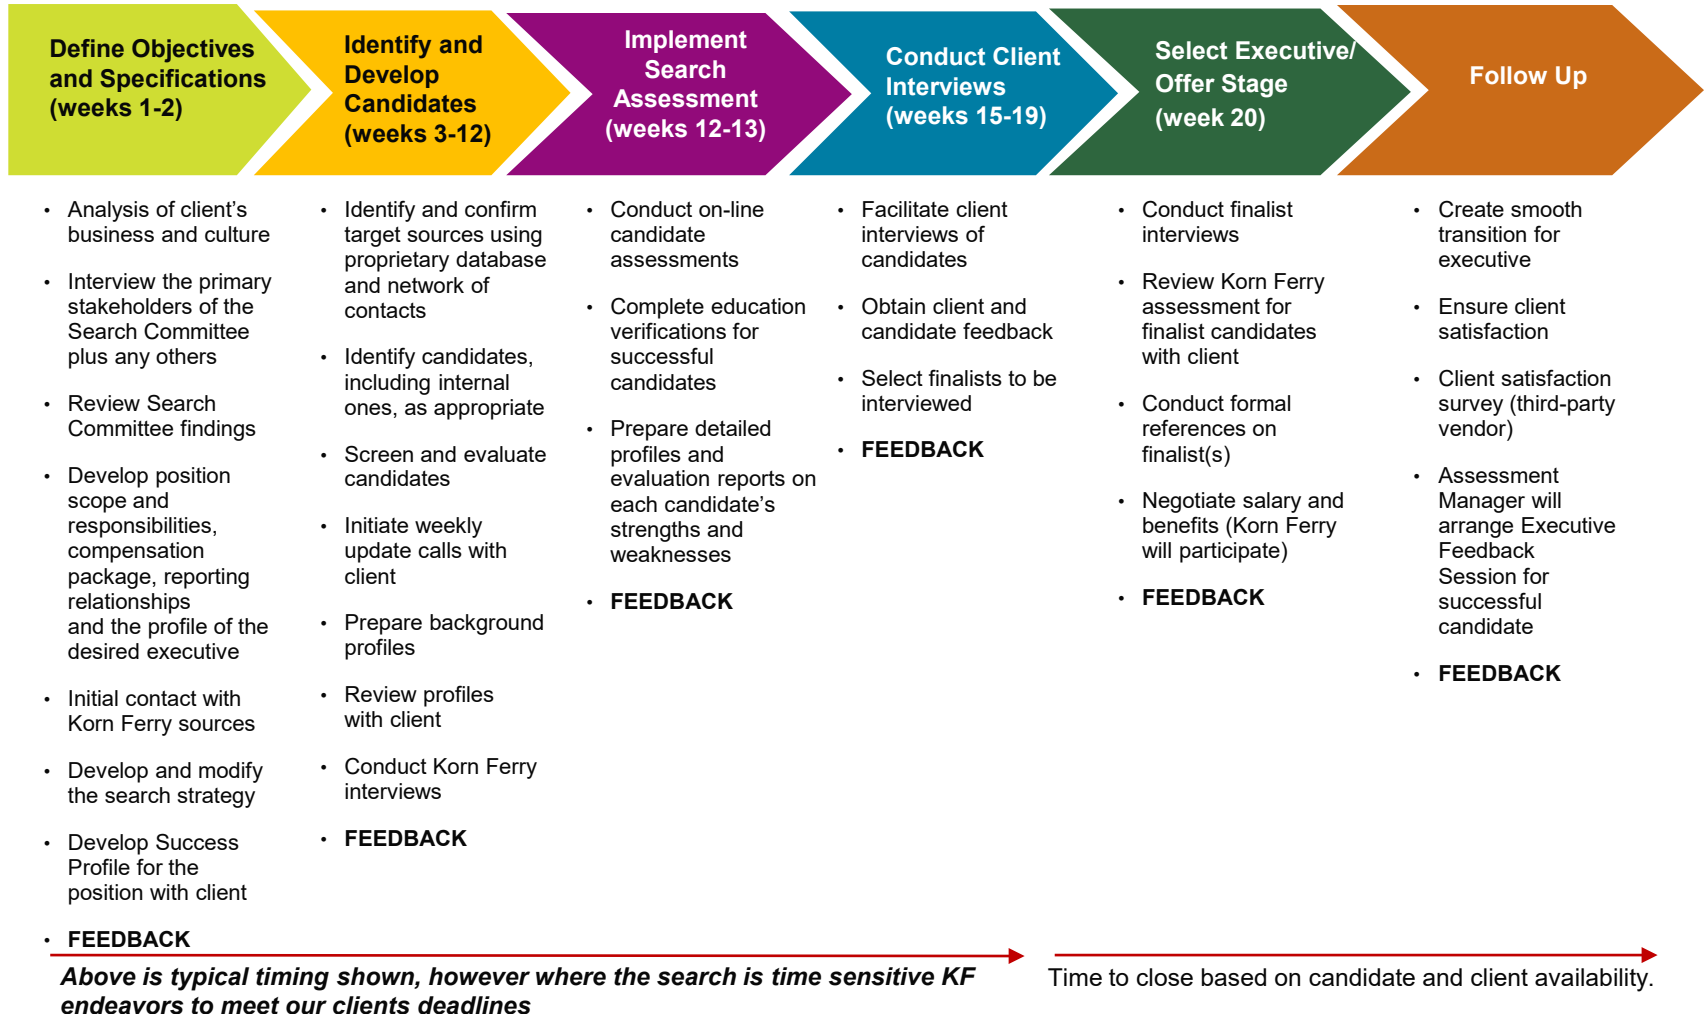 Define Objectives
and Specifications
(weeks 1-2)
Identify and
Develop
Candidates
(weeks 3-12)
Implement
Search
Assessment
(weeks 12-13)
Conduct Client
Interviews
(weeks 15-19)
Select Executive/
Offer Stage
(week 20)
Follow Up
• Analysis of client’s
business and culture
• Interview the primary
stakeholders of the
Search Committee
plus any others
• Review Search
Committee findings
• Develop position
scope and
responsibilities,
compensation
package, reporting
relationships
and the profile of the
desired executive
• Initial contact with
Korn Ferry sources
• Develop and modify
the search strategy
• Develop Success
Profile for the
position with client
• FEEDBACK
• Identify and confirm
target sources using
proprietary database
and network of
contacts
• Identify candidates,
including internal
ones, as appropriate
• Screen and evaluate
candidates
• Initiate weekly
update calls with
client
• Prepare background
profiles
• Review profiles
with client
• Conduct Korn Ferry
interviews
• FEEDBACK
• Conduct on-line
candidate
assessments
• Complete education
verifications for
successful
candidates
• Prepare detailed
profiles and
evaluation reports on
each candidate’s
strengths and
weaknesses
• FEEDBACK
• Facilitate client
interviews of
candidates
• Obtain client and
candidate feedback
• Select finalists to be
interviewed
• FEEDBACK
• Conduct finalist
interviews
• Review Korn Ferry
assessment for
finalist candidates
with client
• Conduct formal
references on
finalist(s)
• Negotiate salary and
benefits (Korn Ferry
will participate)
• FEEDBACK
• Create smooth
transition for
executive
• Ensure client
satisfaction
• Client satisfaction
survey (third-party
vendor)
• Assessment
Manager will
arrange Executive
Feedback
Session for
successful
candidate
• FEEDBACK
Above is typical timing shown, however where the search is time sensitive KF
endeavors to meet our clients deadlines
Time to close based on candidate and client availability.